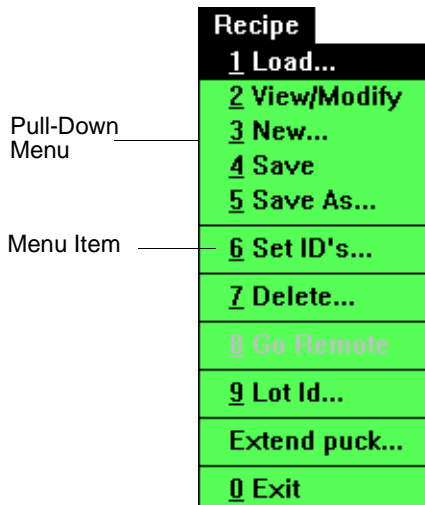 Recipe
1 Load...
2 View/Modify
Pull-Down
Menu
3 New...
4 Save
5 Save As...
Menu Item
6 Set ID's...
7 Delete...
8 Go Remote
9 Lot Id...
Extend puck...
0 Exit